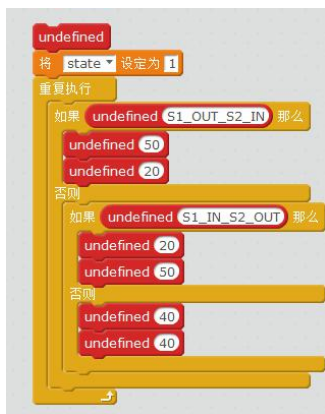 undefined
将 state 设定为 1
重复执行
如果 undefined S1_OUT_S2_IN 那么
undefined 50
undefined 20
否则
如果 undefined S1_IN_S2_OUT 那么
undefined 20
undefined 50
否则
undefined 40
undefined 40